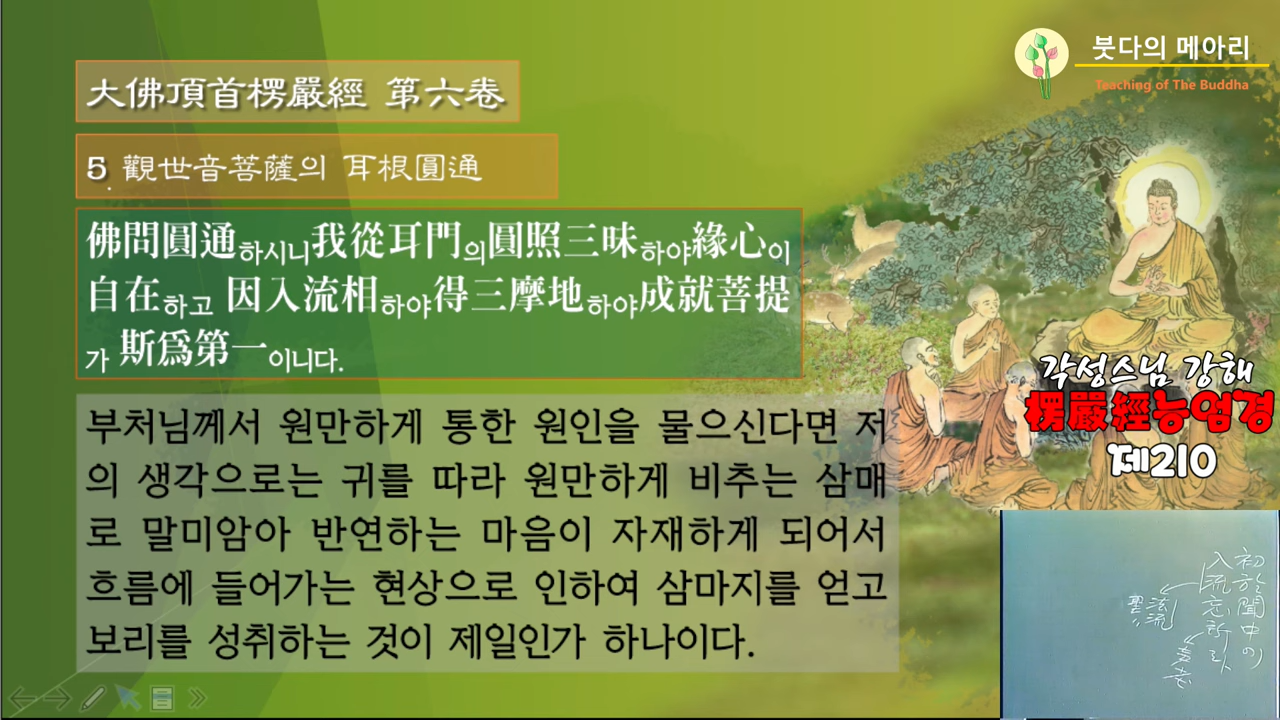 붓다의 메아리
Teaching of The Buddha
大佛頂首楞嚴經 第六卷
5. 觀世音菩薩의 耳根圓通
佛問圓通하시니我從耳門의圓照三昧하야緣心이
自在하고 因入流相하야得三摩地하야成就菩提
가 斯爲第一이니다.
부처님께서 원만하게 통한 원인을 물으신다면 저
의 생각으로는 귀를 따라 원만하게 비추는 삼매
로 말미암아 반연하는 마음이 자재하게 되어서
흐름에 들어가는 현상으로 인하여 삼마지를 얻고
보리를 성취하는 것이 제일인가 하나이다.
각성스님 강해
楞嚴經능엄경
제210
初於聞中의
入流忘所라
法流
聖〃